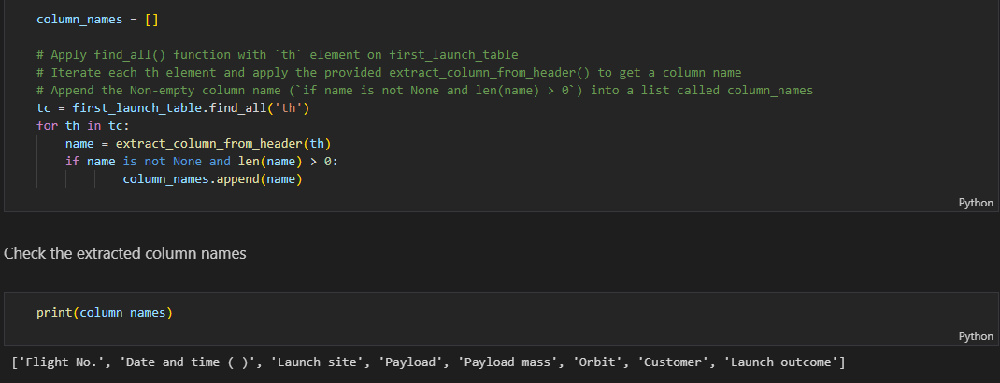 column_names = []
# Apply find_all() function with `th` element on first_launch_table
# Iterate each th element and apply the provided extract_column_from_header() to get a column name
# Append the Non-empty column name (`if name is not None and len(name) > 0`) into a list called column_names
tc = first_launch_table.find_all('th')
for th in tc:
    name = extract_column_from_header(th)
    if name is not None and len(name) > 0:
            column_names.append(name)
Python
Check the extracted column names
print(column_names)
Python
['Flight No.', 'Date and time ( )', 'Launch site', 'Payload', 'Payload mass', 'Orbit', 'Customer', 'Launch outcome']